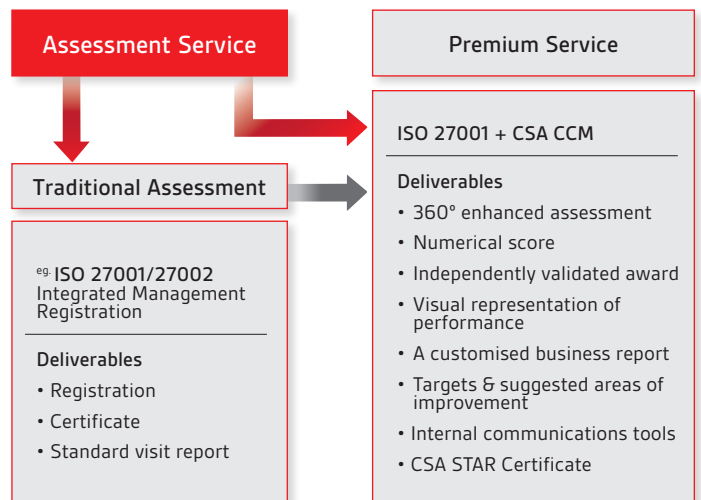 Assessment Service
Traditional Assessment
eg. ISO 27001/27002
Integrated Management
Registration
Deliverables
• Registration
• Certificate
• Standard visit report
Premium Service
ISO 27001 + CSA CCM
Deliverables
• 360° enhanced assessment
• Numerical score
• Independently validated award
• Visual representation of
performance
• A customised business report
• Targets & suggested areas of
improvement
• Internal communications tools
• CSA STAR Certificate